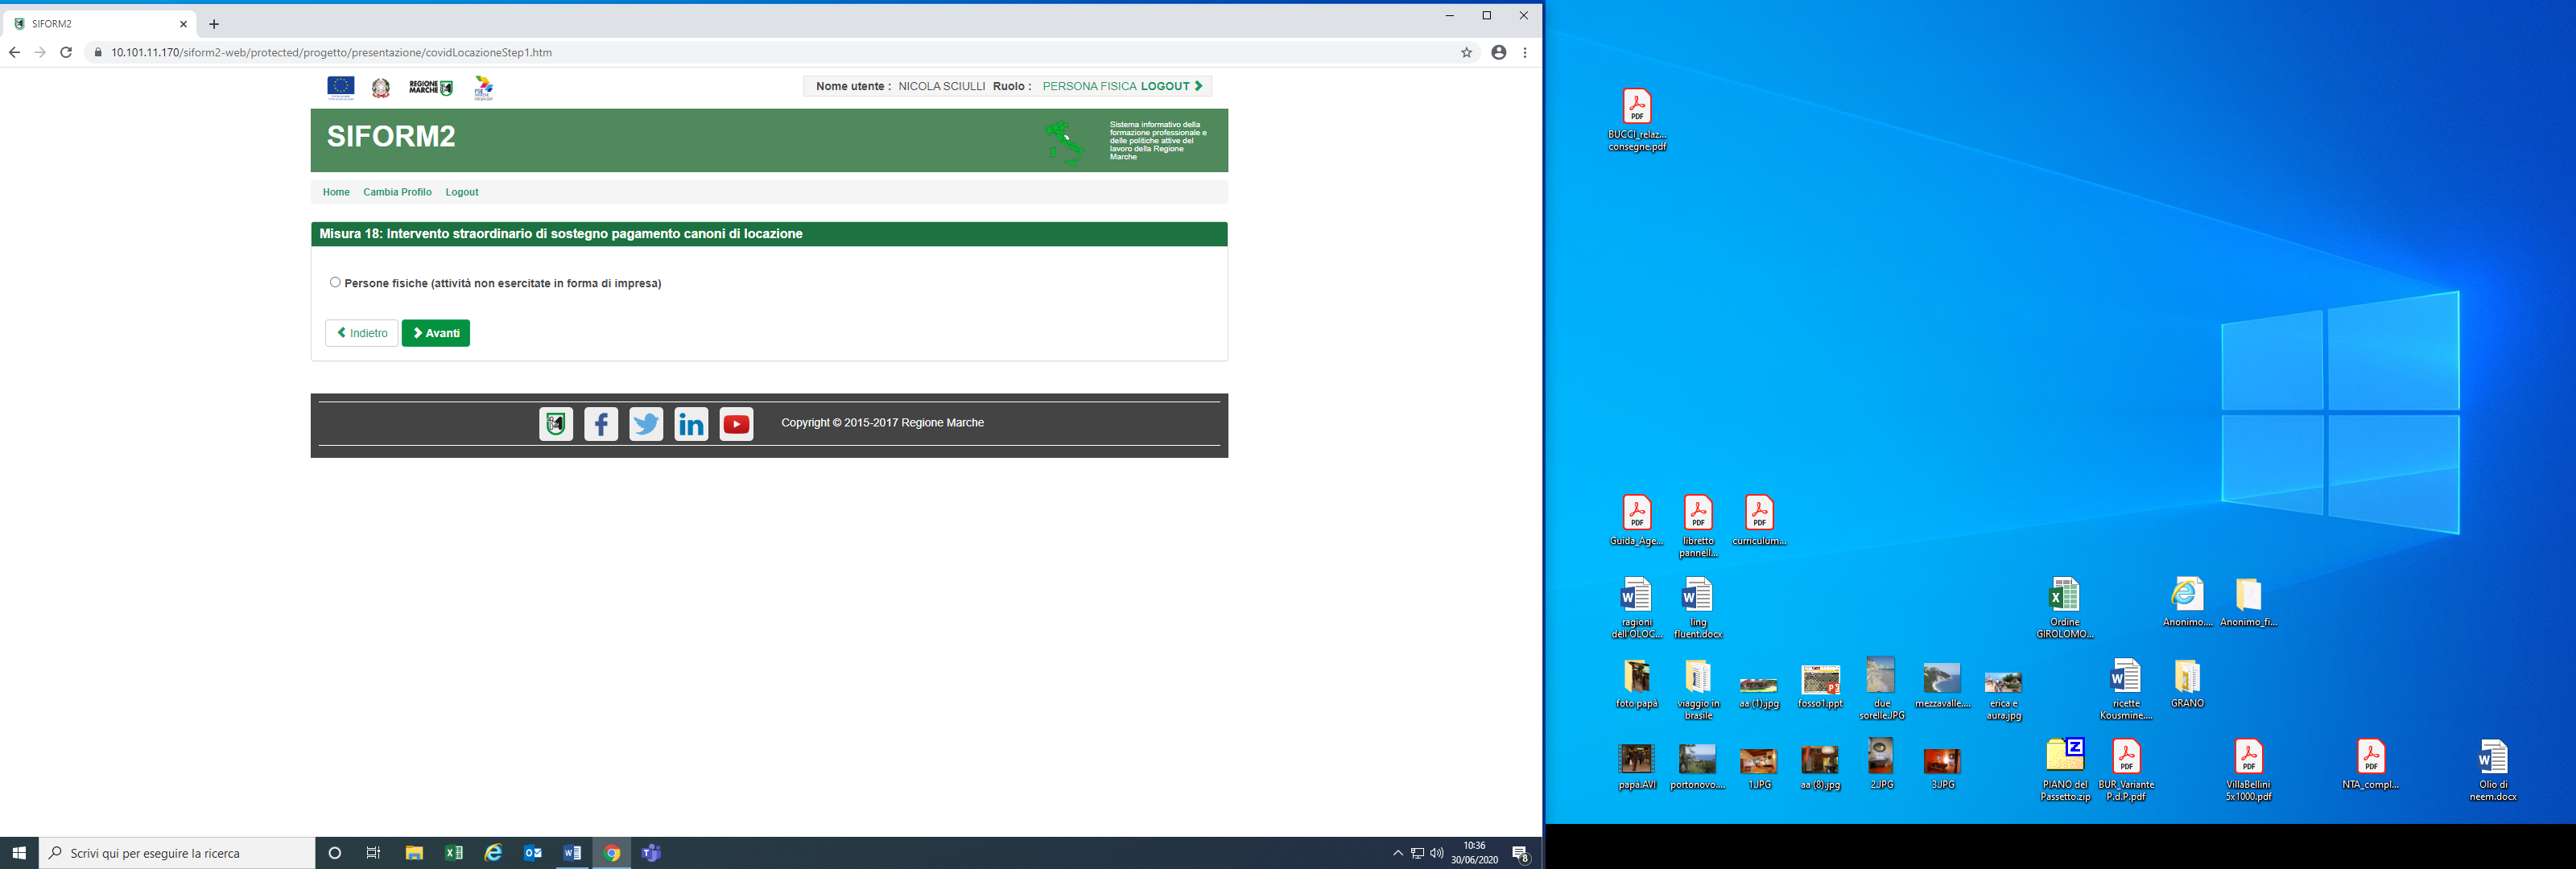 SIFORM2
10.101.11.170/siform2-web/protected/progetto/presentazione/covidLocazioneStep1.htm
REGIONE
MARCHE
Nome utente : NICOLA SCIULLI Ruolo : PERSONA FISICA LOGOUT
SIFORM2
Sistema informativo della
formazione professionale e
delle politiche attive del
lavoro della Regione
Marche
Home Cambia Profilo Logout
Misura 18: Intervento straordinario di sostegno pagamento canoni di locazione
Persone fisiche (attività non esercitate in forma di impresa)
Indietro Avanti
Copyright © 2015-2017 Regione Marche
Scrivi qui per eseguire la ricerca
10:36
30/06/2020
8
BUCCI_relaz...
consegne.pdf
Guida_Age...
libretto
pannell...
curriculum...
ragioni
dell'OLOC...
ling
fluent.docx
Ordine
GIROLOMO...
Anonimo....
Anonimo_fi...
foto papà
viaggio in
brasile
aa (1).jpg
fosso1.ppt
due
sorelle.JPG
mezzavalle....
erica e
aura.jpg
ricette
Kousmine....
GRANO
papà.AVI
portonovo....
1.JPG
aa (8).jpg
2.JPG
3.JPG
PIANO del
Passetto.zip
BUR_Variante
P.d.P.pdf
VillaBellini
5x1000.pdf
NTA_compl...
Olio di
neem.docx